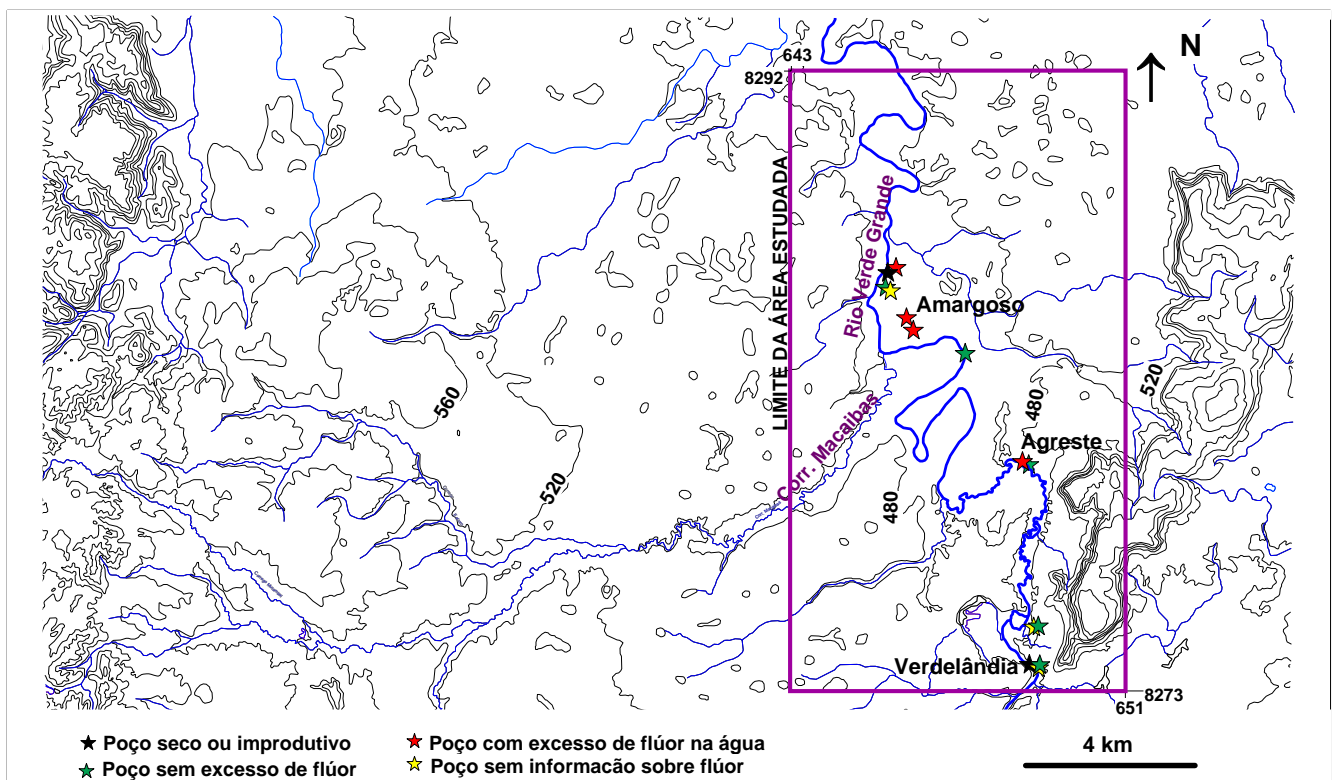 643
N
8292
LIMITE DA ÁREA ESTUDADA
Rio Verde Grande
Amargoso
520
560
480
Corr. Macaibas
Agreste
520
480
Verdelândia
8273
651
Poço seco ou improdutivo
Poço com excesso de flúor na água
4 km
Poço sem excesso de flúor
Poço sem informacão sobre flúor